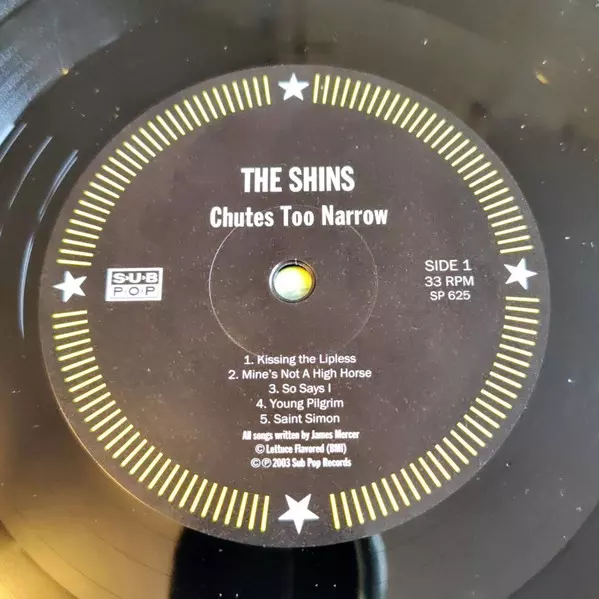 THE SHINS
Chutes Too Narrow
SUB
POP
SIDE 1
33 RPM
SP 625
1. Kissing the Lipless
2. Mine's Not A High Horse
3. So Says I
4. Young Pilgrim
5. Saint Simon
All songs written by James Mercer
© Lettuce Flavored (BMI)
©℗ 2003 Sub Pop Records